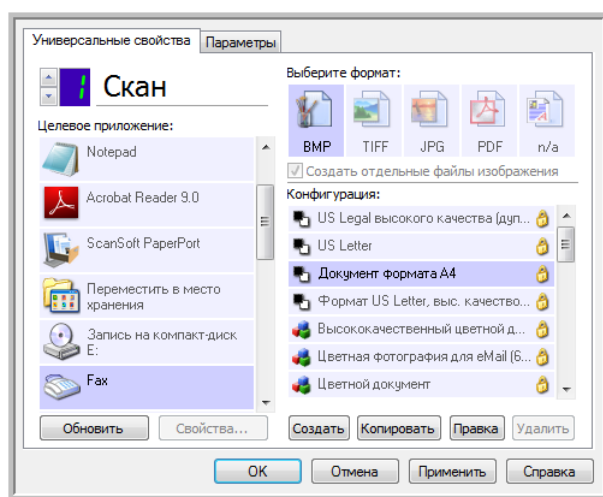 Универсальные свойства Параметры
1 Скан
Выберите формат:
BMP TIFF JPG PDF n/a
Создать отдельные файлы изображения
Целевое приложение:
Notepad
Acrobat Reader 9.0
ScanSoft PaperPort
Переместить в место
хранения
Запись на компакт-диск
E:
Fax
Обновить Свойства...
Конфигурация:
US Legal высокого качества (дуп...
US Letter
Документ формата A4
Формат US Letter, выс. качество...
Высококачественный цветной д...
Цветная фотография для eMail (6...
Цветной документ
Создать Копировать Правка Удалить
OK Отмена Применить Справка